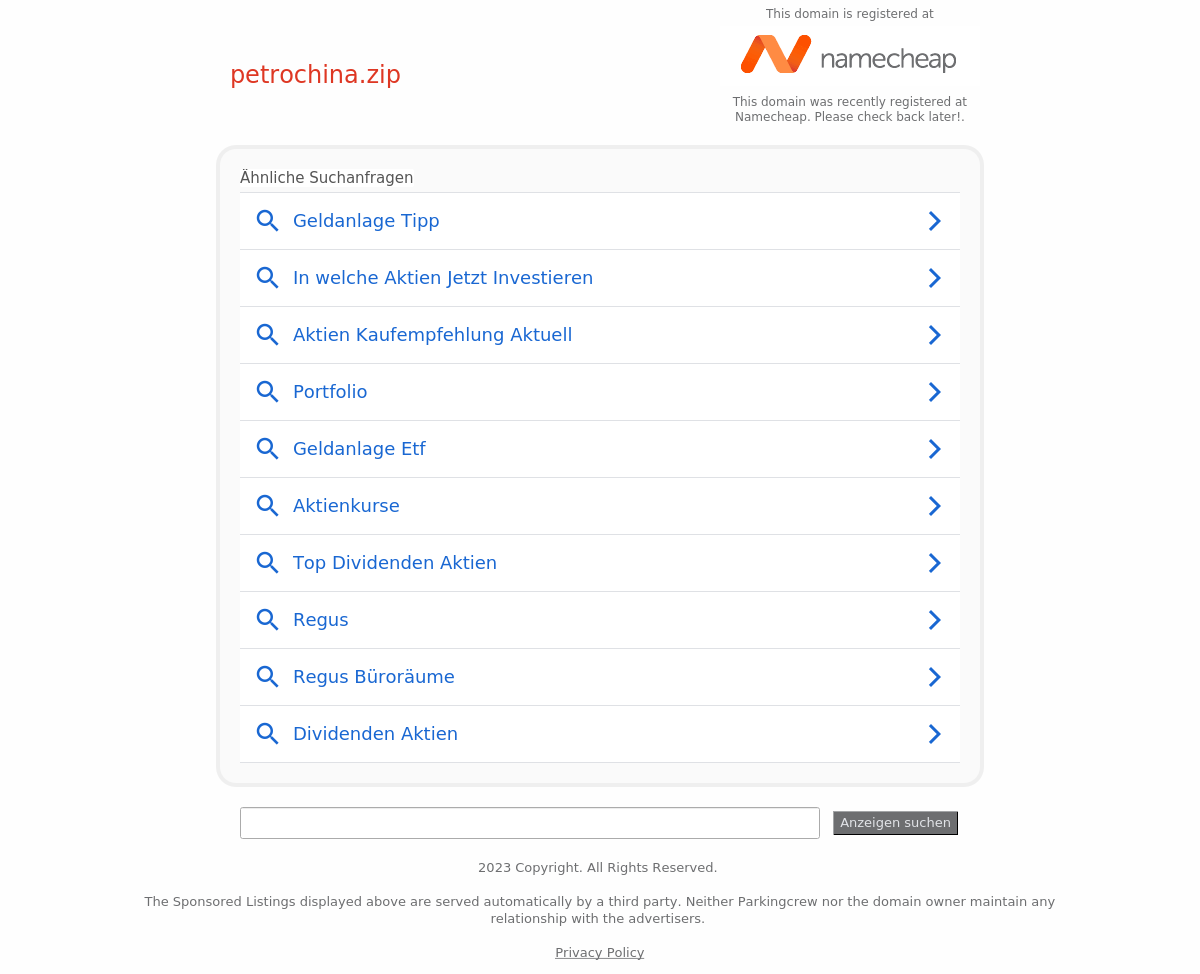 This domain is registered at
petrochina.zip
namecheap
This domain was recently registered at
Namecheap. Please check back later!.
Ähnliche Suchanfragen
Geldanlage Tipp
In welche Aktien Jetzt Investieren
Aktien Kaufempfehlung Aktuell
Portfolio
Geldanlage Etf
Aktienkurse
Top Dividenden Aktien
Regus
Regus Büroräume
Dividenden Aktien
Anzeigen suchen
2023 Copyright. All Rights Reserved.
The Sponsored Listings displayed above are served automatically by a third party. Neither Parkingcrew nor the domain owner maintain any
relationship with the advertisers.
Privacy Policy